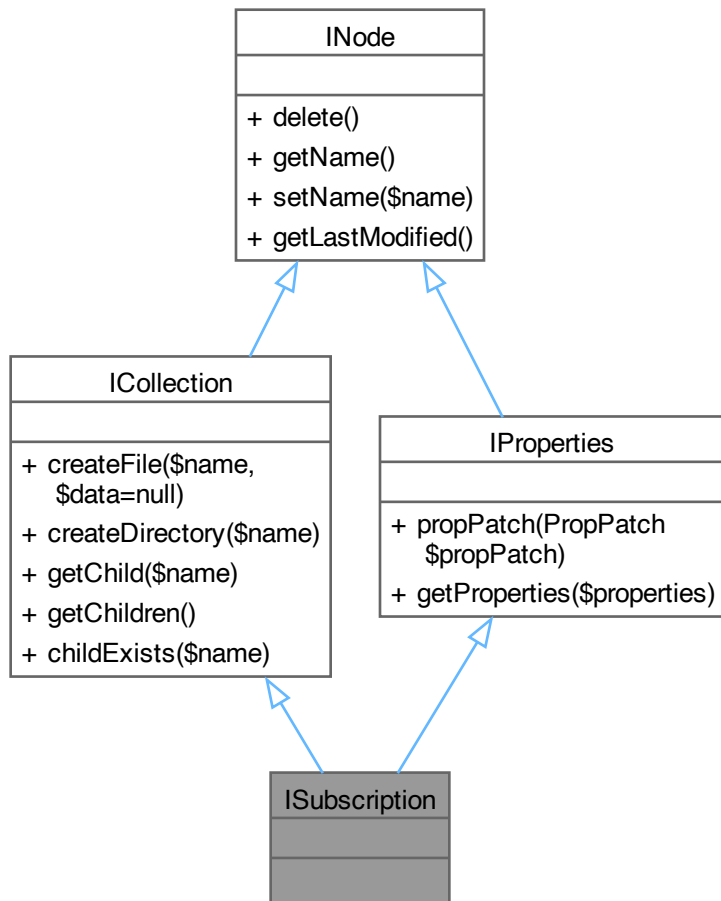 INode
+ delete()
+ getName()
+ setName($name)
+ getLastModified()
ICollection
+ createFile($name,
$data=null)
+ createDirectory($name)
+ getChild($name)
+ getChildren()
+ childExists($name)
IProperties
+ propPatch(PropPatch
$propPatch)
+ getProperties($properties)
ISubscription